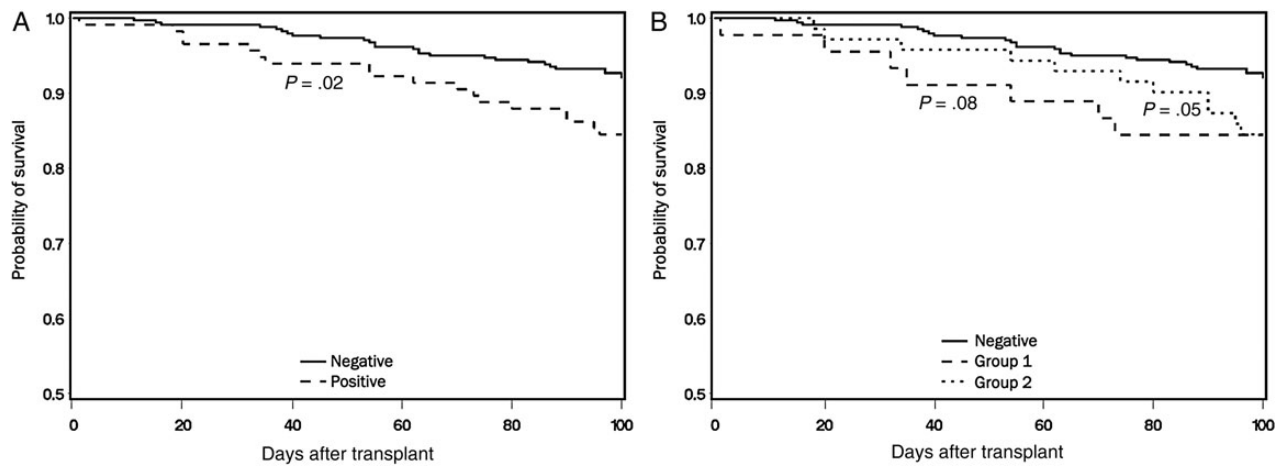 A
Probability of survival
1.0
0.9
0.8
0.7
0.6
0.5
P = .02
Negative
Positive
0 20 40 60 80 100
Days after transplant
B
Probability of survival
1.0
0.9
0.8
0.7
0.6
0.5
P = .08
P = .05
Negative
Group 1
Group 2
0 20 40 60 80 100
Days after transplant